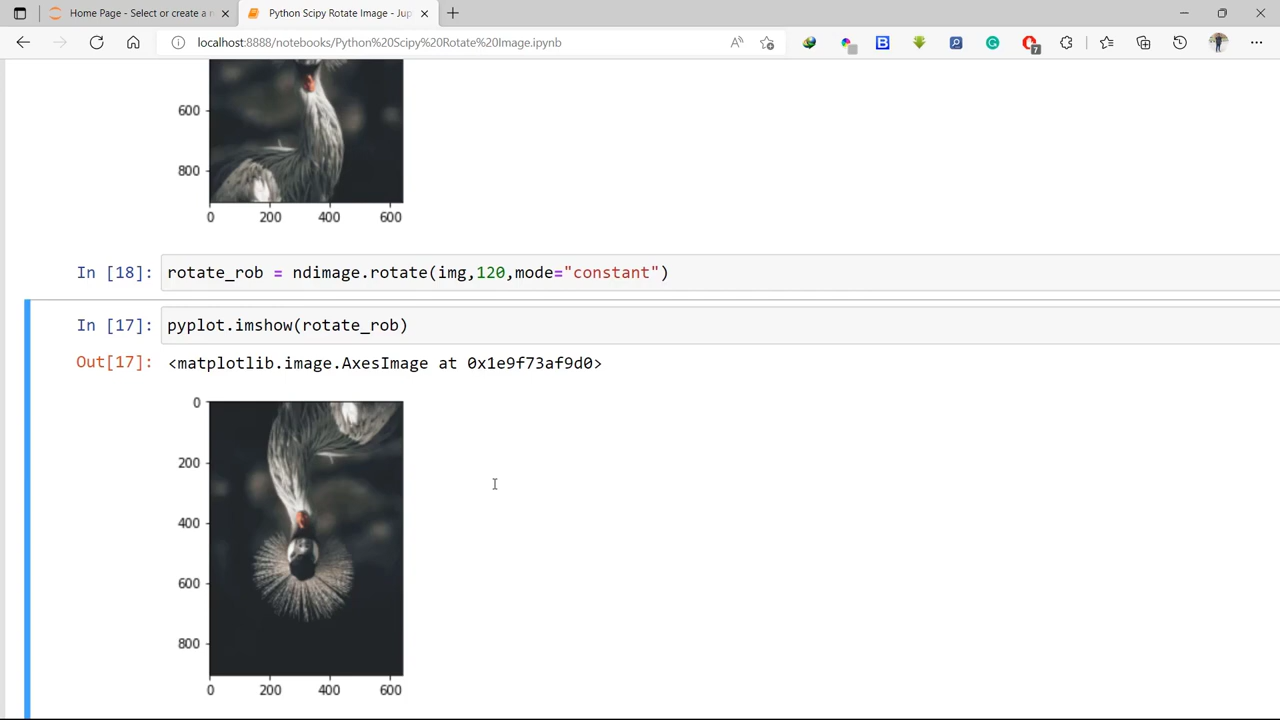 Home Page - Select or create a n
Python Scipy Rotate Image - Jup
localhost:8888/notebooks/Python%20Scipy%20Rotate%20Image.ipynb
7
600
800
0 200 400 600
In [18]: rotate_rob = ndimage.rotate(img,120,mode="constant")
In [17]: pyplot.imshow(rotate_rob)
Out[17]: <matplotlib.image.AxesImage at 0x1e9f73af9d0>
0
200
400
600
800
0 200 400 600